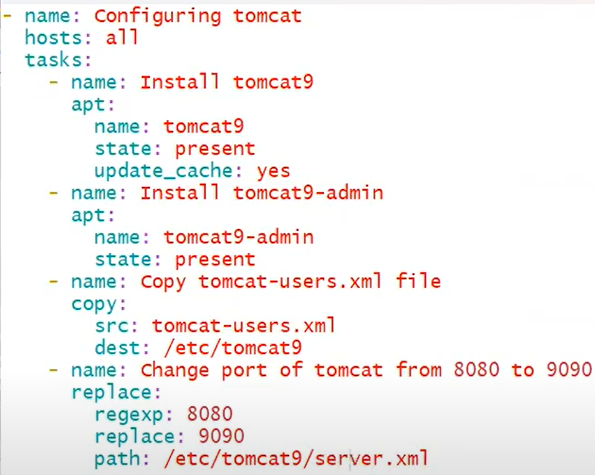 - name: Configuring tomcat
  hosts: all
  tasks:
    - name: Install tomcat9
      apt:
        name: tomcat9
        state: present
        update_cache: yes
    - name: Install tomcat9-admin
      apt:
        name: tomcat9-admin
        state: present
    - name: Copy tomcat-users.xml file
      copy:
        src: tomcat-users.xml
        dest: /etc/tomcat9
    - name: Change port of tomcat from 8080 to 9090
      replace:
        regexp: 8080
        replace: 9090
        path: /etc/tomcat9/server.xml